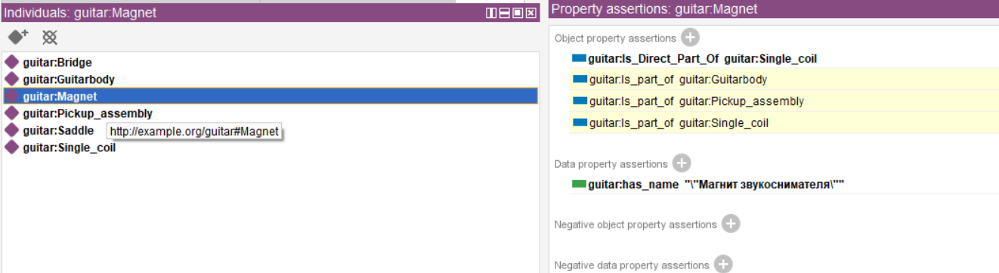 Individuals: guitar:Magnet
guitar:Bridge
guitar:Guitarbody
guitar:Magnet
guitar:Pickup_assembly
guitar:Saddle
http://example.org/guitar#Magnet
guitar:Single_coil
Property assertions: guitar:Magnet
Object property assertions
guitar:Is_Direct_Part_Of guitar:Single_coil
guitar:Is_part_of guitar:Guitarbody
guitar:Is_part_of guitar:Pickup_assembly
guitar:Is_part_of guitar:Single_coil
Data property assertions
guitar:has_name "\"Магнит звукоснимателя\""
Negative object property assertions
Negative data property assertions